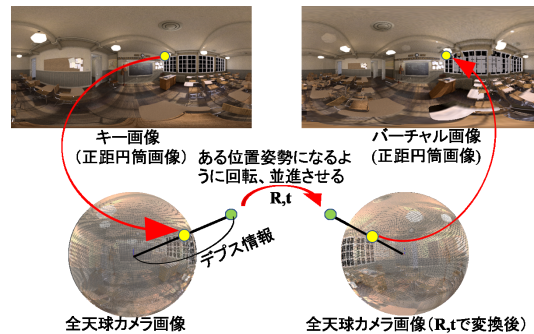 キー画像
（正距円筒画像）
バーチャル画像
(正距円筒画像)
ある位置姿勢になるよ
うに回転、並進させる
R,t
デプス情報
全天球カメラ画像
全天球カメラ画像（R,tで変換後）